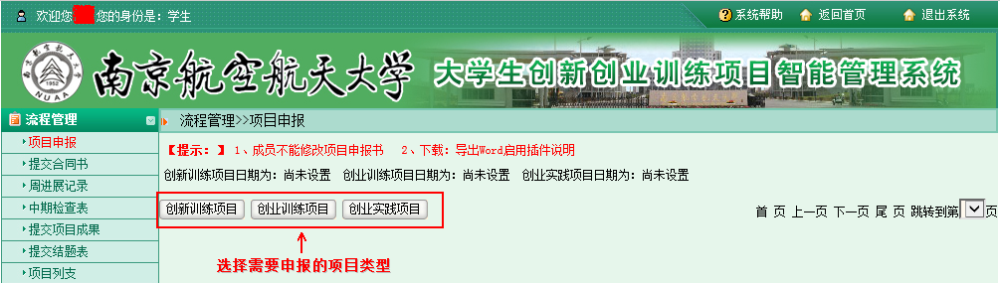 欢迎您 您的身份是：学生
系统帮助 返回首页 退出系统
NUAA 1952 南京航空航天大学 大学生创新创业训练项目智能管理系统
流程管理
项目申报
提交合同书
周进展记录
中期检查表
提交项目成果
提交结题表
项目列支
流程管理>>项目申报
【提示：】1、成员不能修改项目申报书 2、下载：导出Word启用插件说明
创新训练项目日期为：尚未设置 创业训练项目日期为：尚未设置 创业实践项目日期为：尚未设置
创新训练项目 创业训练项目 创业实践项目
首 页 上一页 下一页 尾 页 跳转到第 页
选择需要申报的项目类型